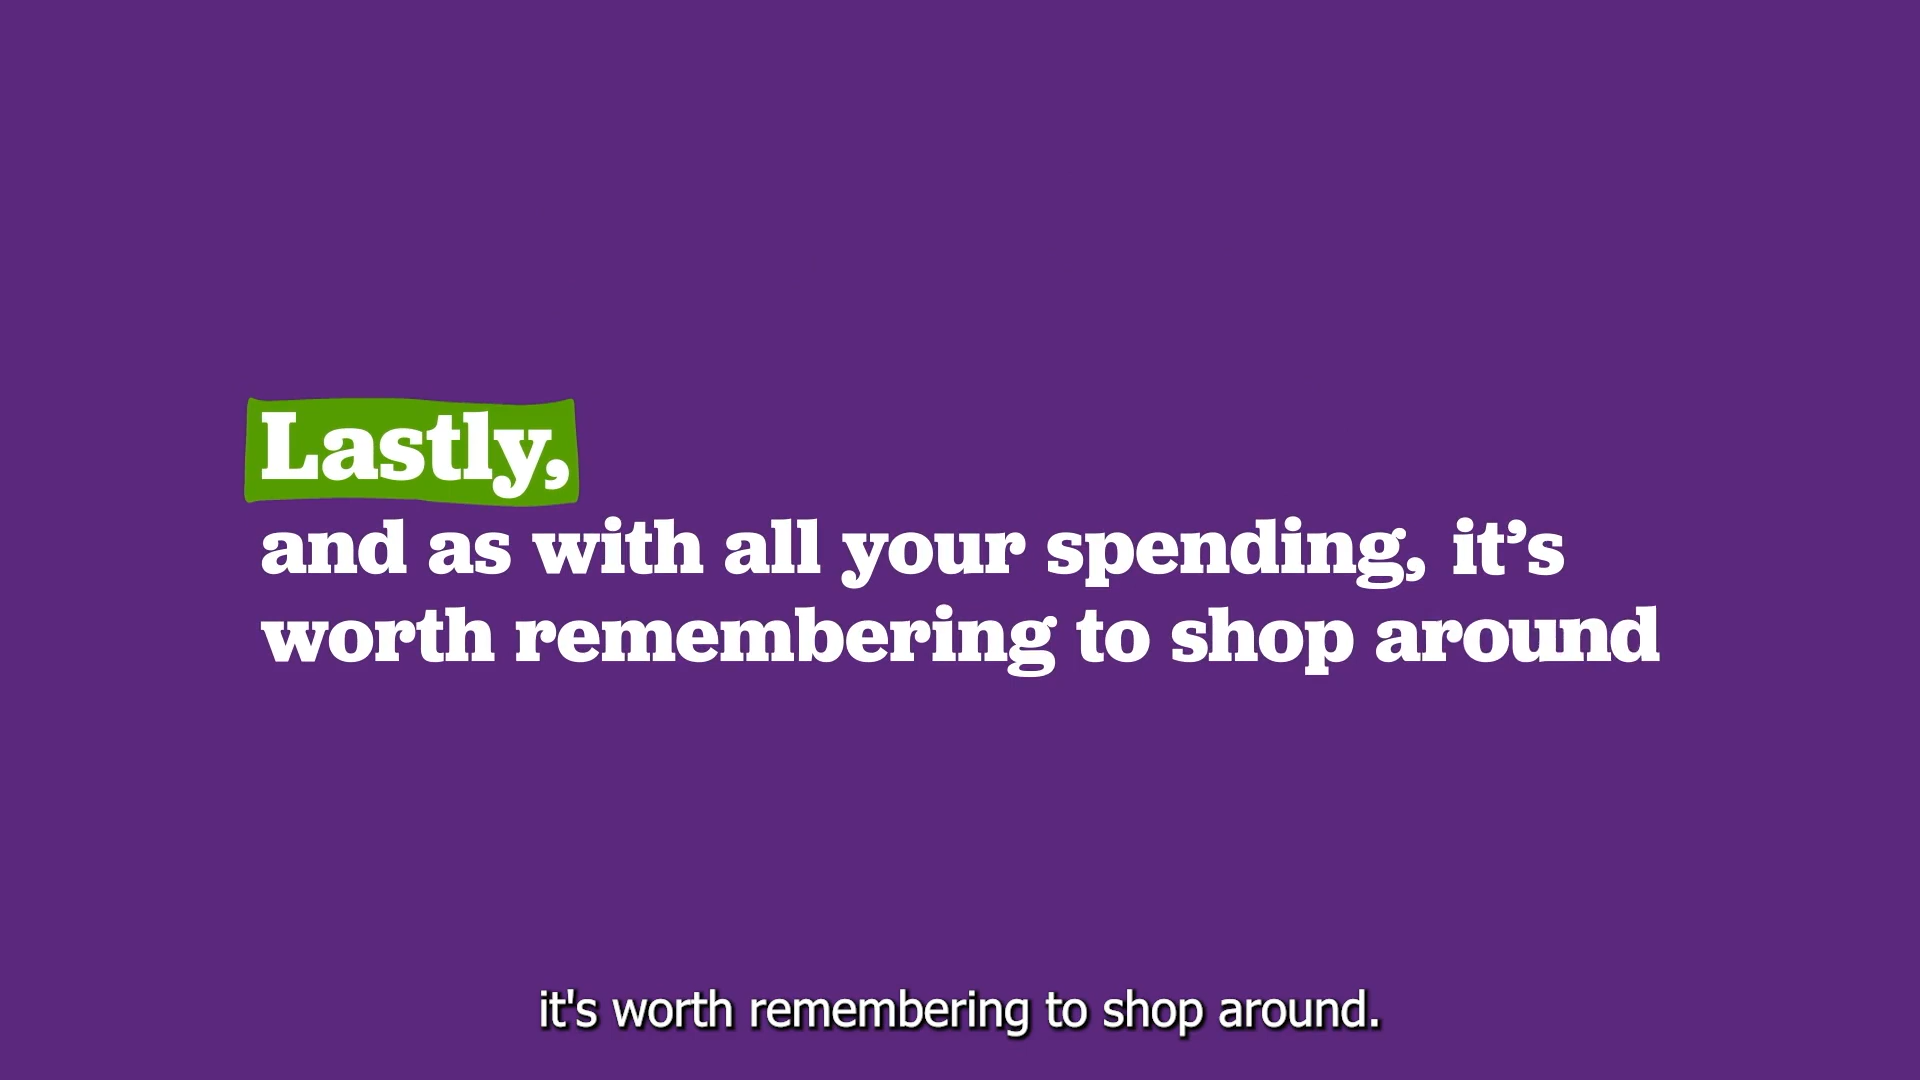 Lastly,
and as with all your spending, it’s
worth remembering to shop around
it's worth remembering to shop around.